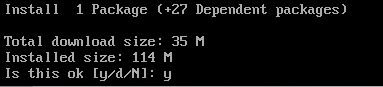 Install  1 Package (+27 Dependent packages)
Total download size: 35 M
Installed size: 114 M
Is this ok [y/d/N]: y